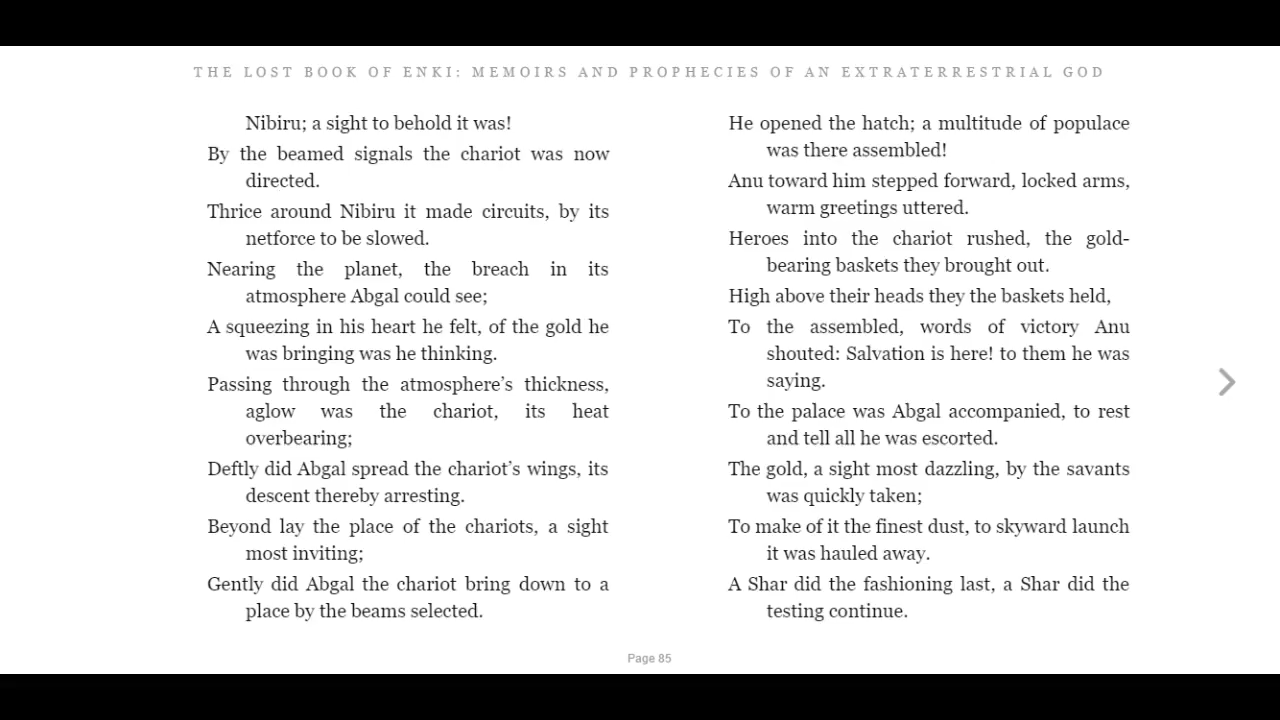 THE LOST BOOK OF ENKI: MEMOIRS AND PROPHECIES OF AN EXTRATERRESTRIAL GOD
Nibiru; a sight to behold it was!
By the beamed signals the chariot was now
directed.
Thrice around Nibiru it made circuits, by its
netforce to be slowed.
Nearing the planet, the breach in its
atmosphere Abgal could see;
A squeezing in his heart he felt, of the gold he
was bringing was he thinking.
Passing through the atmosphere's thickness,
aglow was the chariot, its heat
overbearing;
Deftly did Abgal spread the chariot's wings, its
descent thereby arresting.
Beyond lay the place of the chariots, a sight
most inviting;
Gently did Abgal the chariot bring down to a
place by the beams selected.
He opened the hatch; a multitude of populace
was there assembled!
Anu toward him stepped forward, locked arms,
warm greetings uttered.
Heroes into the chariot rushed, the gold-
bearing baskets they brought out.
High above their heads they the baskets held,
To the assembled, words of victory Anu
shouted: Salvation is here! to them he was
saying.
To the palace was Abgal accompanied, to rest
and tell all he was escorted.
The gold, a sight most dazzling, by the savants
was quickly taken;
To make of it the finest dust, to skyward launch
it was hauled away.
A Shar did the fashioning last, a Shar did the
testing continue.
Page 85